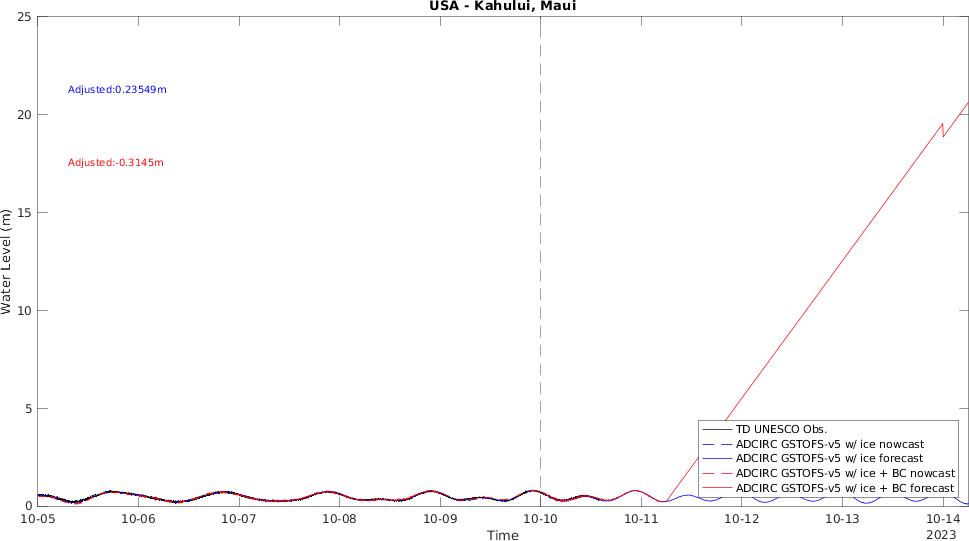 USA - Kahului, Maui
25
20
15
10
5
0
Water Level (m)
Adjusted:0.23549m
Adjusted:-0.3145m
TD UNESCO Obs.
ADCIRC GSTOFS-v5 w/ ice nowcast
ADCIRC GSTOFS-v5 w/ ice forecast
ADCIRC GSTOFS-v5 w/ ice + BC nowcast
ADCIRC GSTOFS-v5 w/ ice + BC forecast
10-05 10-06 10-07 10-08 10-09 10-10 10-11 10-12 10-13 10-14
2023
Time